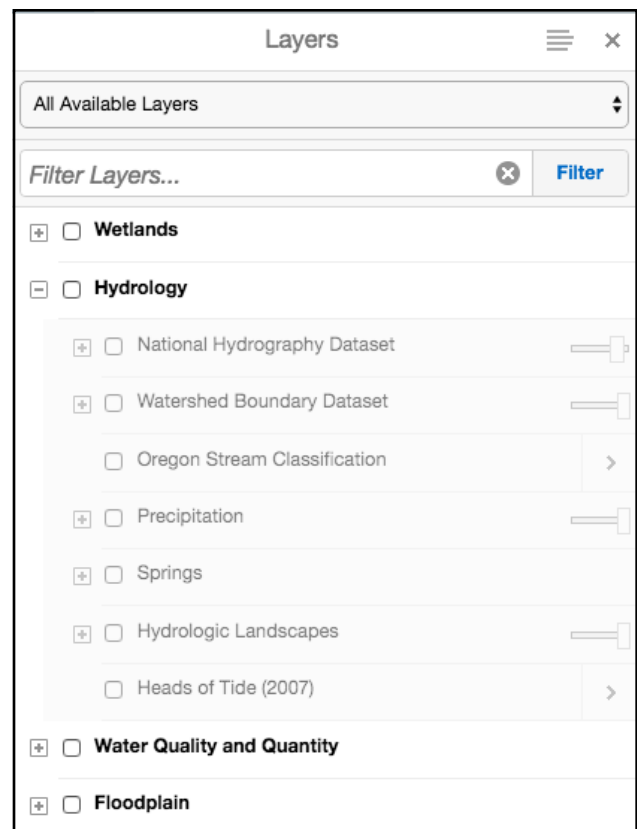 Layers
All Available Layers
Filter Layers...
Filter
Wetlands
Hydrology
National Hydrography Dataset
Watershed Boundary Dataset
Oregon Stream Classification
Precipitation
Springs
Hydrologic Landscapes
Heads of Tide (2007)
Water Quality and Quantity
Floodplain